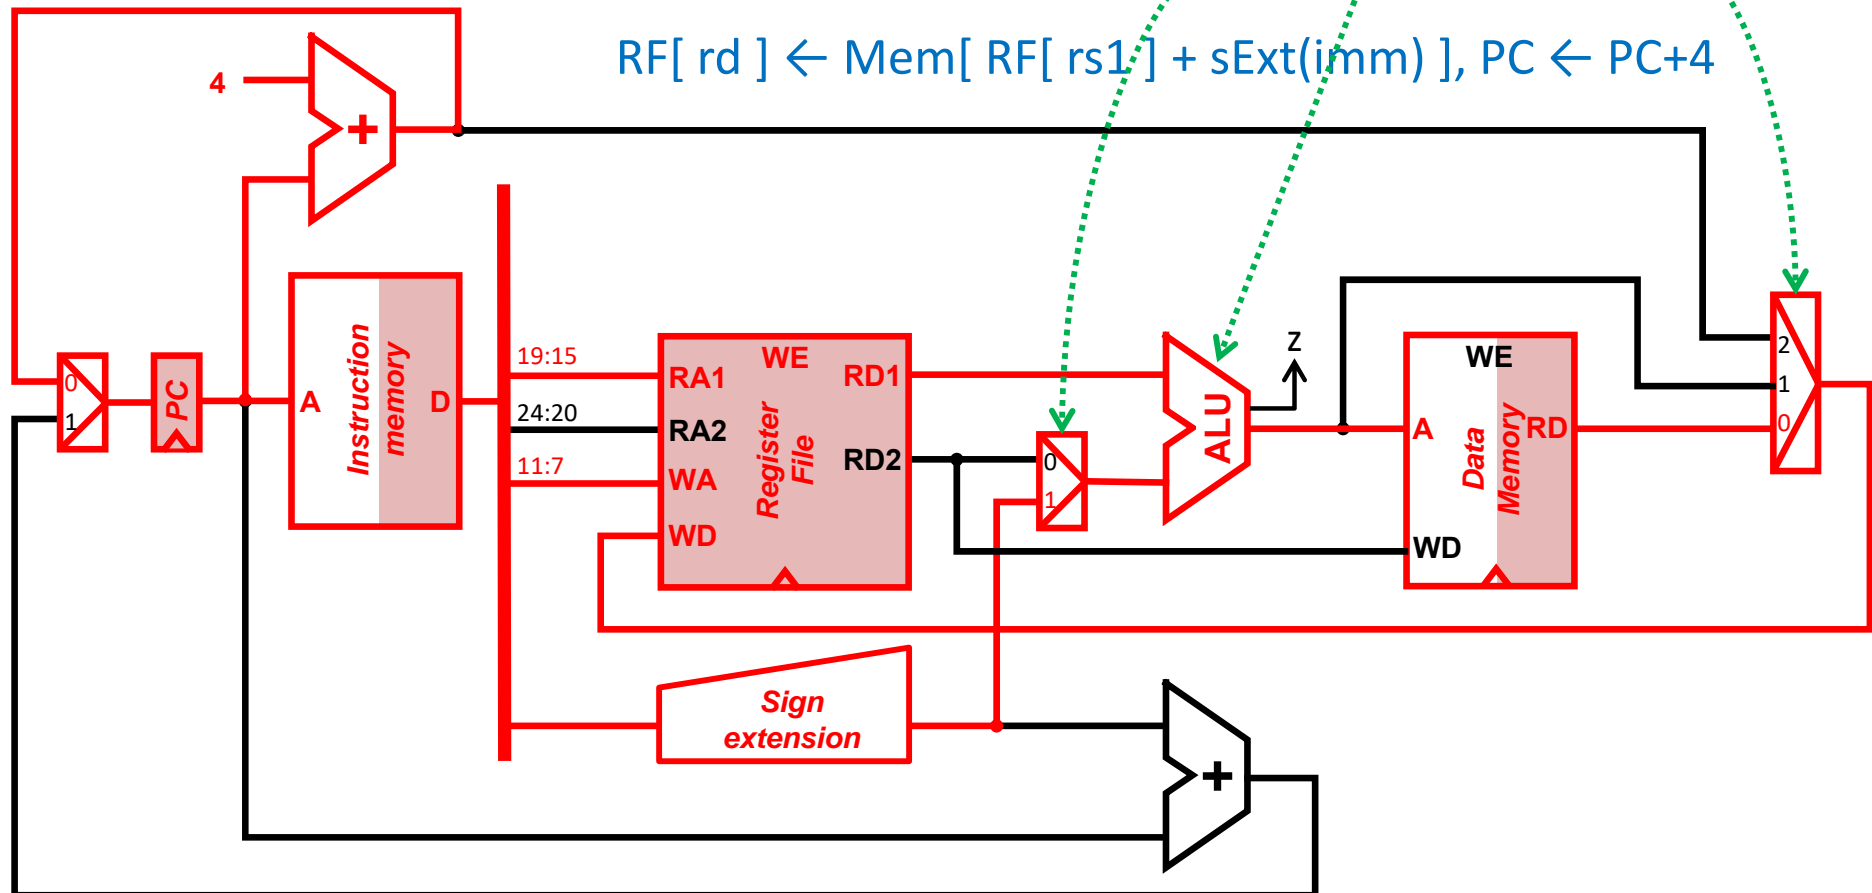 RF[ rd ] ← Mem[ RF[ rs1 ] + sExt(imm) ], PC ← PC+4
4
+
0
1
PC
A
Instruction
memory
D
19:15
24:20
11:7
RA1
RA2
WA
WD
WE
Register
File
RD1
RD2
0
1
ALU
Z
A
WE
Data
Memory
RD
WD
2
1
0
Sign
extension
+